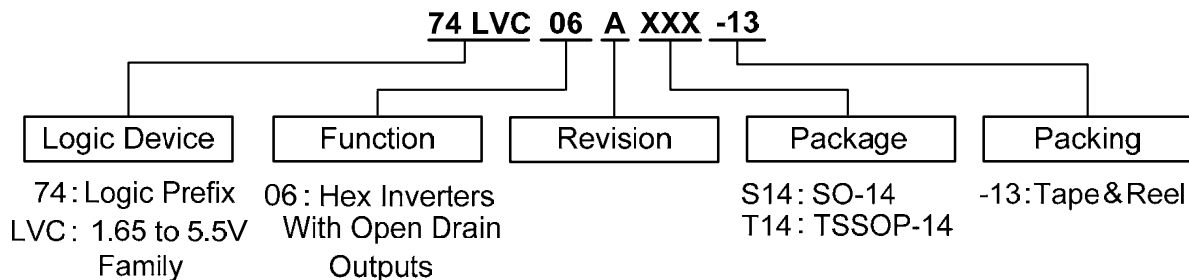 74 LVC 06 A XXX -13
Logic Device
Function
Revision
Package
Packing
74: Logic Prefix
LVC: 1.65 to 5.5V
Family
06: Hex Inverters
With Open Drain
Outputs
S14: SO-14
T14: TSSOP-14
-13: Tape & Reel